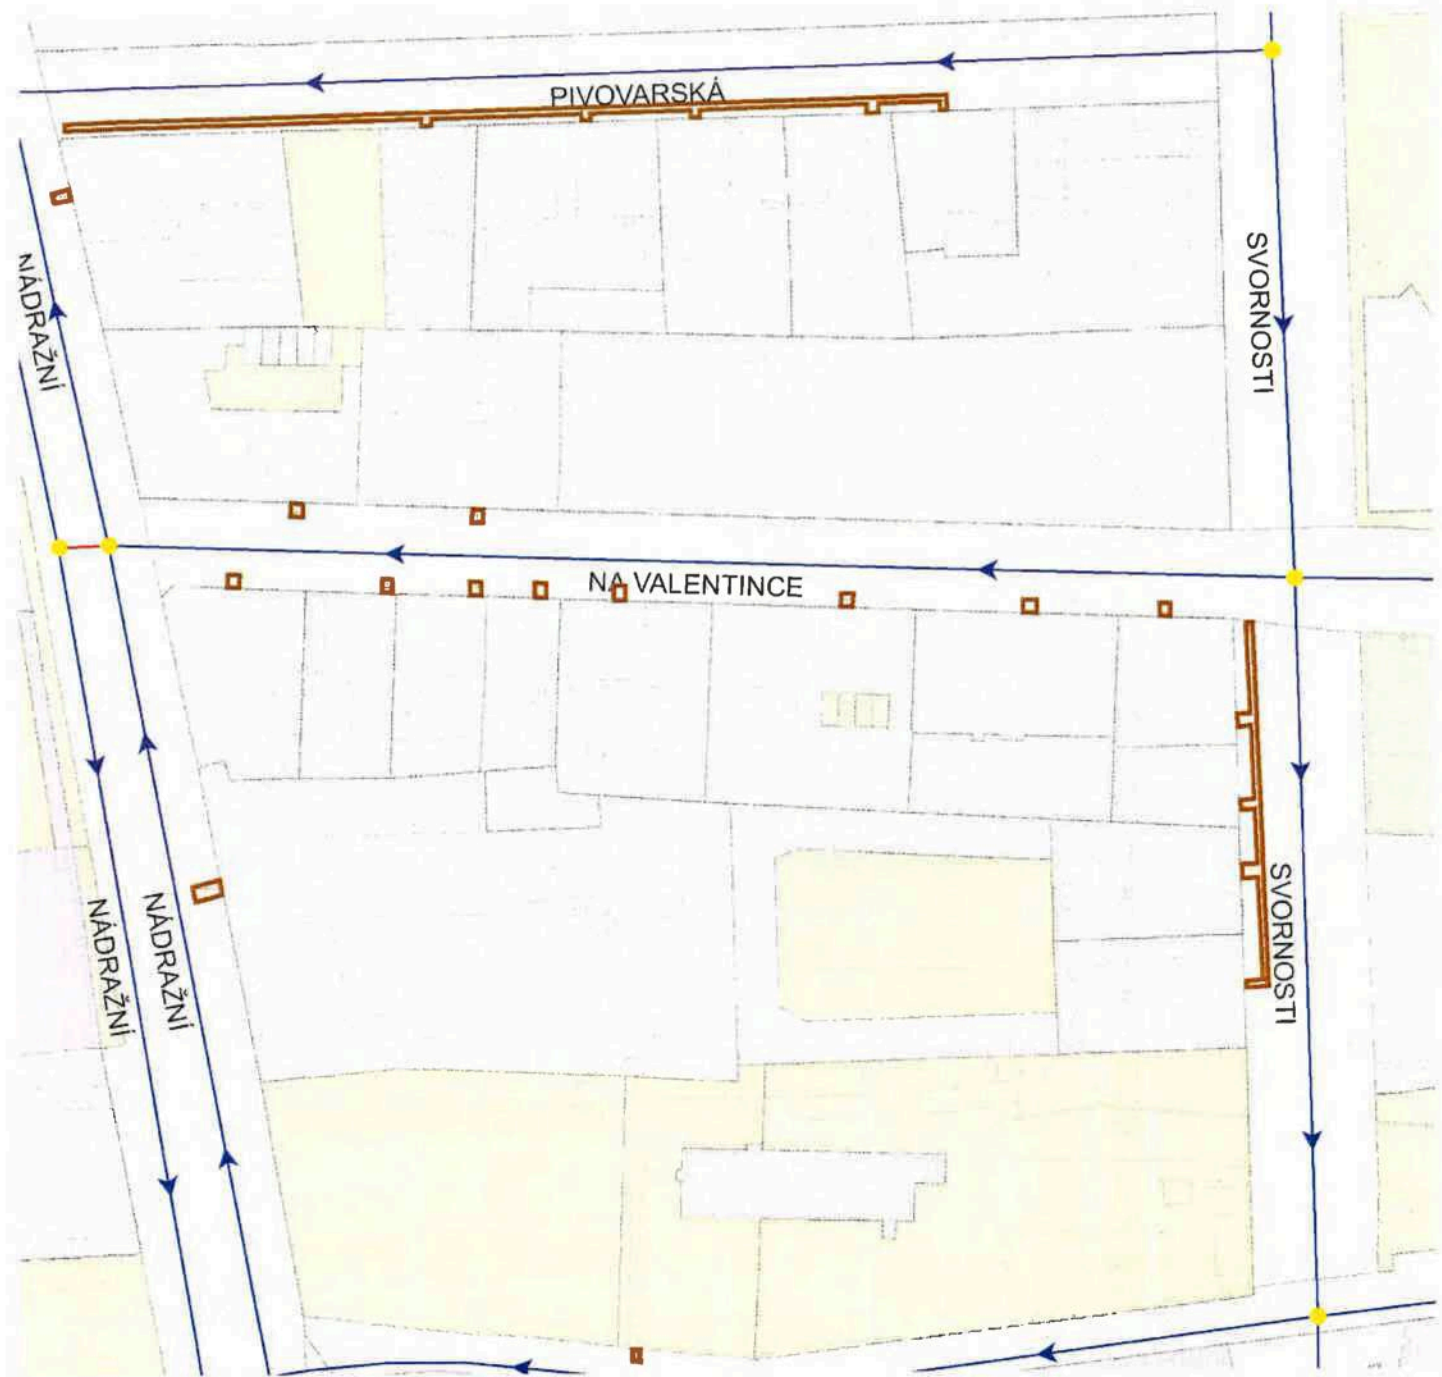 PIVOVARSKÁ
SVORNOSTI
NÁDRAŽNÍ
NA VALENTINCE
SVORNOSTI
NÁDRAŽNÍ
NÁDRAŽNÍ